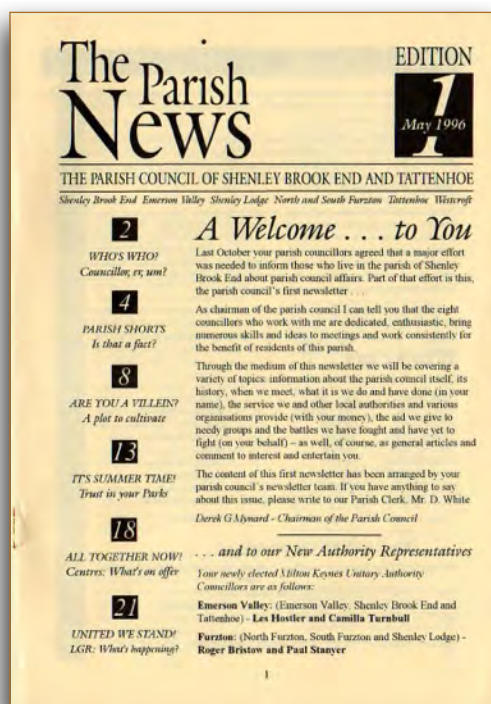 The Parish
News
EDITION
1
May 1996
THE PARISH COUNCIL OF SHENLEY BROOK END AND TATTENHOE
Shenley Brook End Emerson Valley Shenley Lodge North and South Furzton Tattenhoe Westcroft
2
WHO'S WHO?
Councillor, er, um?
4
PARISH SHORTS
Is that a fact?
8
ARE YOU A VILLEIN?
A plot to cultivate
13
IT'S SUMMER TIME!
Trust in your Parks
18
ALL TOGETHER NOW!
Centres: What's on offer
21
UNITED WE STAND!
LGR: What's happening?
A Welcome . . . to You
Last October your parish councillors agreed that a major effort
was needed to inform those who live in the parish of Shenley
Brook End about parish council affairs. Part of that effort is this,
the parish council's first newsletter . . .
As chairman of the parish council I can tell you that the eight
councillors who work with me are dedicated, enthusiastic, bring
numerous skills and ideas to meetings and work consistently for
the benefit of residents of this parish.
Through the medium of this newsletter we will be covering a
variety of topics: information about the parish council itself, its
history, when we meet, what it is we do and have done (in your
name), the service we and other local authorities and various
organisations provide (with your money), the aid we give to
needy groups and the battles we have fought and have yet to
fight (on your behalf) – as well, of course, as general articles and
comment to interest and entertain you.
The content of this first newsletter has been arranged by your
parish council's newsletter team. If you have anything to say
about this issue, please write to our Parish Clerk, Mr. D. White
Derek G Mynard - Chairman of the Parish Council
. . . and to our New Authority Representatives
Your newly elected Milton Keynes Unitary Authority
Councillors are as follows:
Emerson Valley: (Emerson Valley, Shenley Brook End and
Tattenhoe) - Les Hostler and Camilla Turnbull
Furzton: (North Furzton, South Furzton and Shenley Lodge) -
Roger Bristow and Paul Stanyer
1